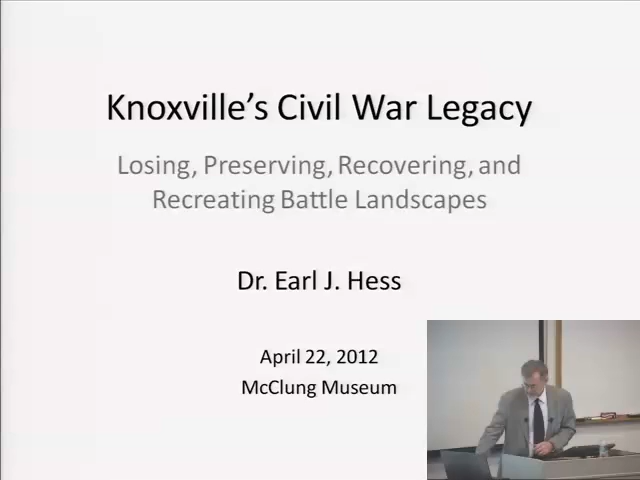 Knoxville's Civil War Legacy
Losing, Preserving, Recovering, and
Recreating Battle Landscapes
Dr. Earl J. Hess
April 22, 2012
McClung Museum